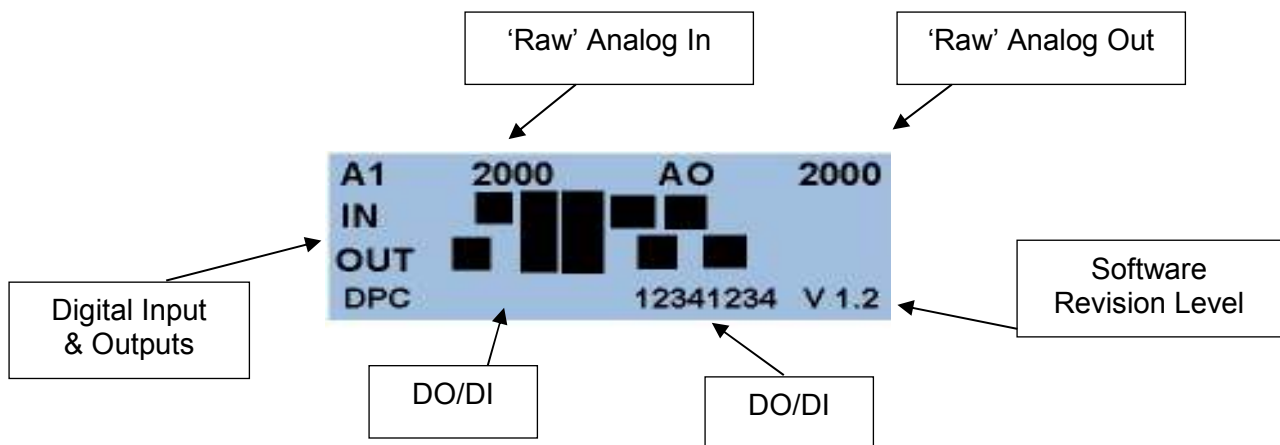 ‘Raw’ Analog In
‘Raw’ Analog Out
A1 2000 AO 2000
IN
OUT
DPC 12341234 V 1.2
Digital Input
& Outputs
DO/DI
DO/DI
Software
Revision Level